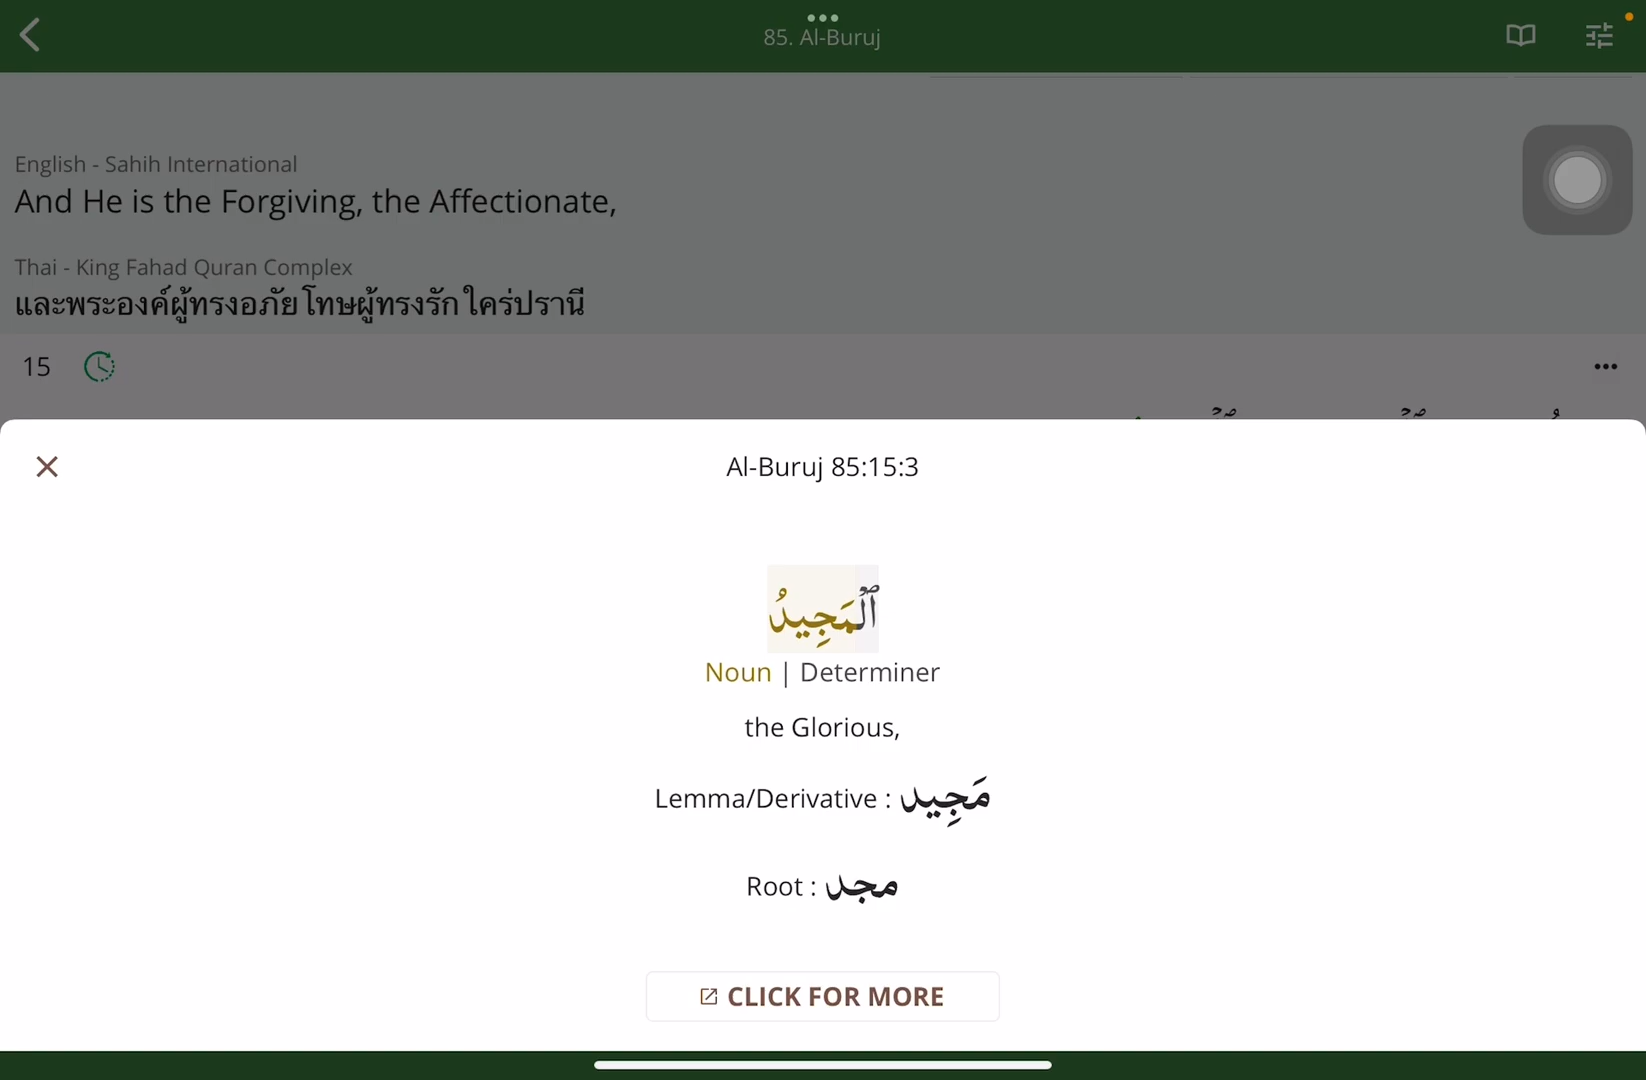 85. Al-Buruj
English - Sahih International
And He is the Forgiving, the Affectionate,
Thai - King Fahad Quran Complex
และพระองค์ผู้ทรงอภัยโทษผู้ทรงรักใคร่ปรานี
15
Al-Buruj 85:15:3
ٱلْمَجِيدُ
Noun | Determiner
the Glorious,
Lemma/Derivative : مَجِيد
Root : مجد
CLICK FOR MORE